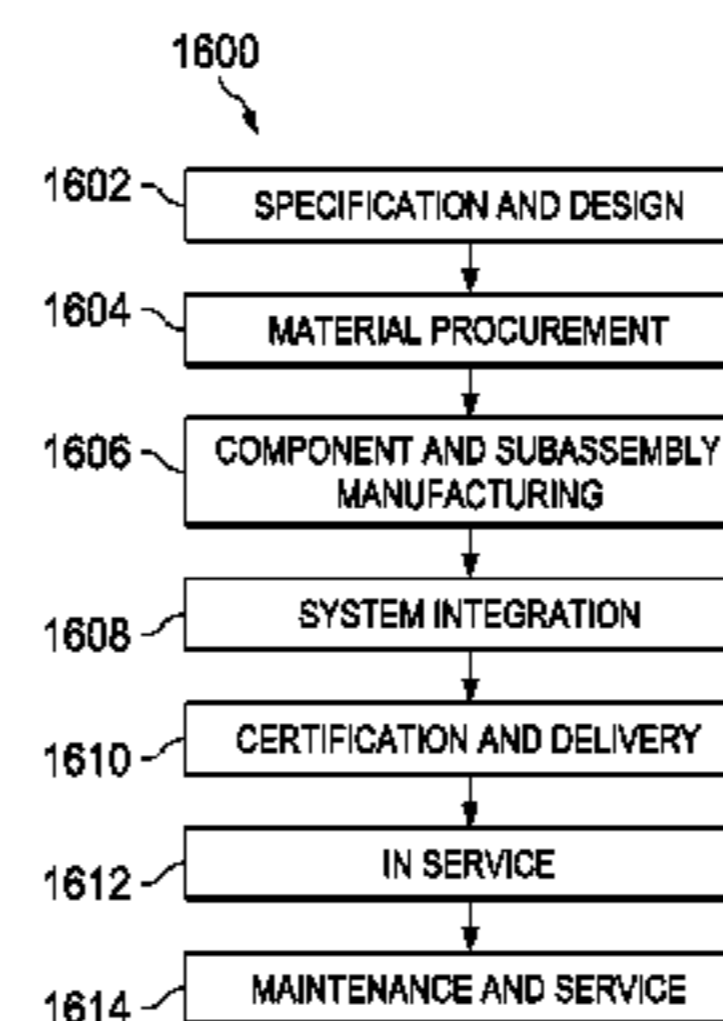 1600
1602 SPECIFICATION AND DESIGN
1604 MATERIAL PROCUREMENT
1606 COMPONENT AND SUBASSEMBLY
MANUFACTURING
1608 SYSTEM INTEGRATION
1610 CERTIFICATION AND DELIVERY
1612 IN SERVICE
1614 MAINTENANCE AND SERVICE